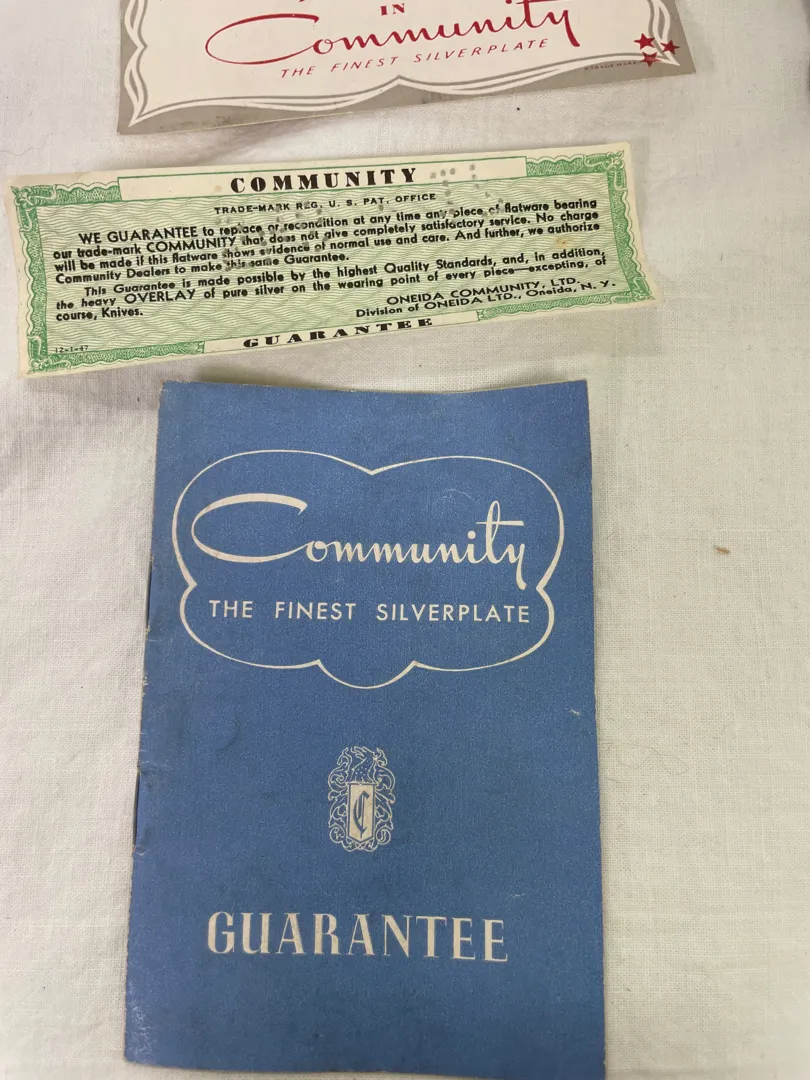 IN
Community
THE FINEST SILVERPLATE
COMMUNITY
TRADE-MARK REG. U. S. PAT. OFFICE
WE GUARANTEE to replace or recondition at any time any piece of flatware bearing
our trade-mark COMMUNITY that does not give completely satisfactory service. No charge
will be made if this flatware shows evidence of normal use and care. And further, we authorize
Community Dealers to make this same Guarantee.
This Guarantee is made possible by the highest Quality Standards, and, in addition,
the heavy OVERLAY of pure silver on the wearing point of every piece—excepting, of
course, Knives.
ONEIDA COMMUNITY, LTD.
Division of ONEIDA LTD., Oneida, N. Y.
12-1-47
GUARANTEE
Community
THE FINEST SILVERPLATE
C
GUARANTEE